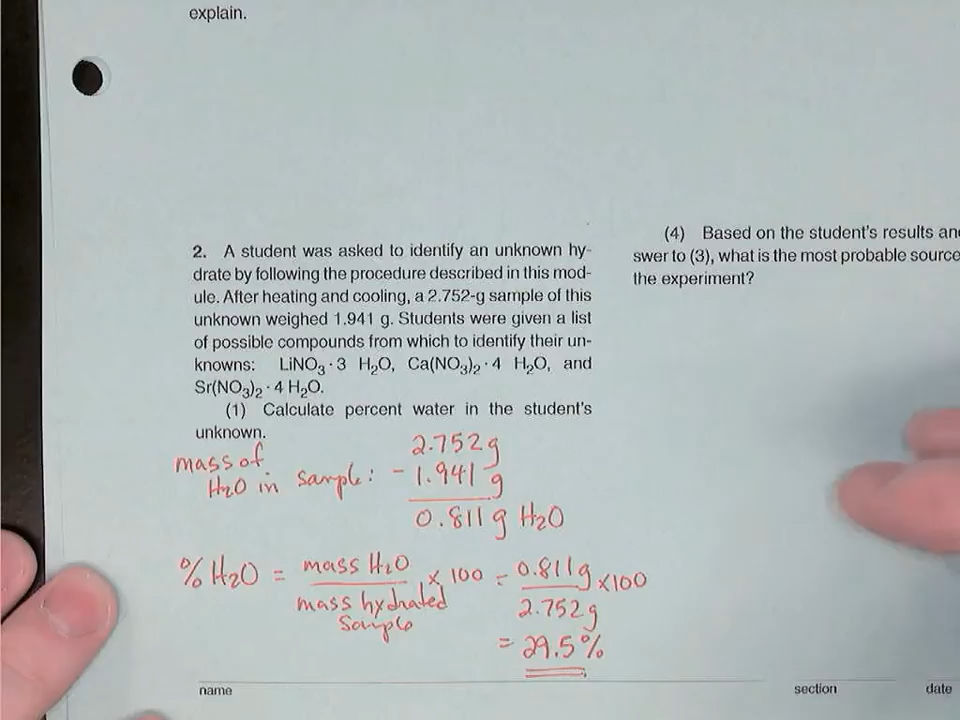 explain.
2. A student was asked to identify an unknown hy-
drate by following the procedure described in this mod-
ule. After heating and cooling, a 2.752-g sample of this
unknown weighed 1.941 g. Students were given a list
of possible compounds from which to identify their un-
knowns: LiNO₃ · 3 H₂O, Ca(NO₃)₂ · 4 H₂O, and
Sr(NO₃)₂ · 4 H₂O.
(1) Calculate percent water in the student's
unknown.
mass of
H₂O in sample: 2.752 g
− 1.941 g
0.811 g H₂O
% H₂O = mass H₂O / mass hydrated sample × 100 = 0.811g / 2.752 g × 100
= 29.5%
(4) Based on the student's results an
swer to (3), what is the most probable source
the experiment?
name section date